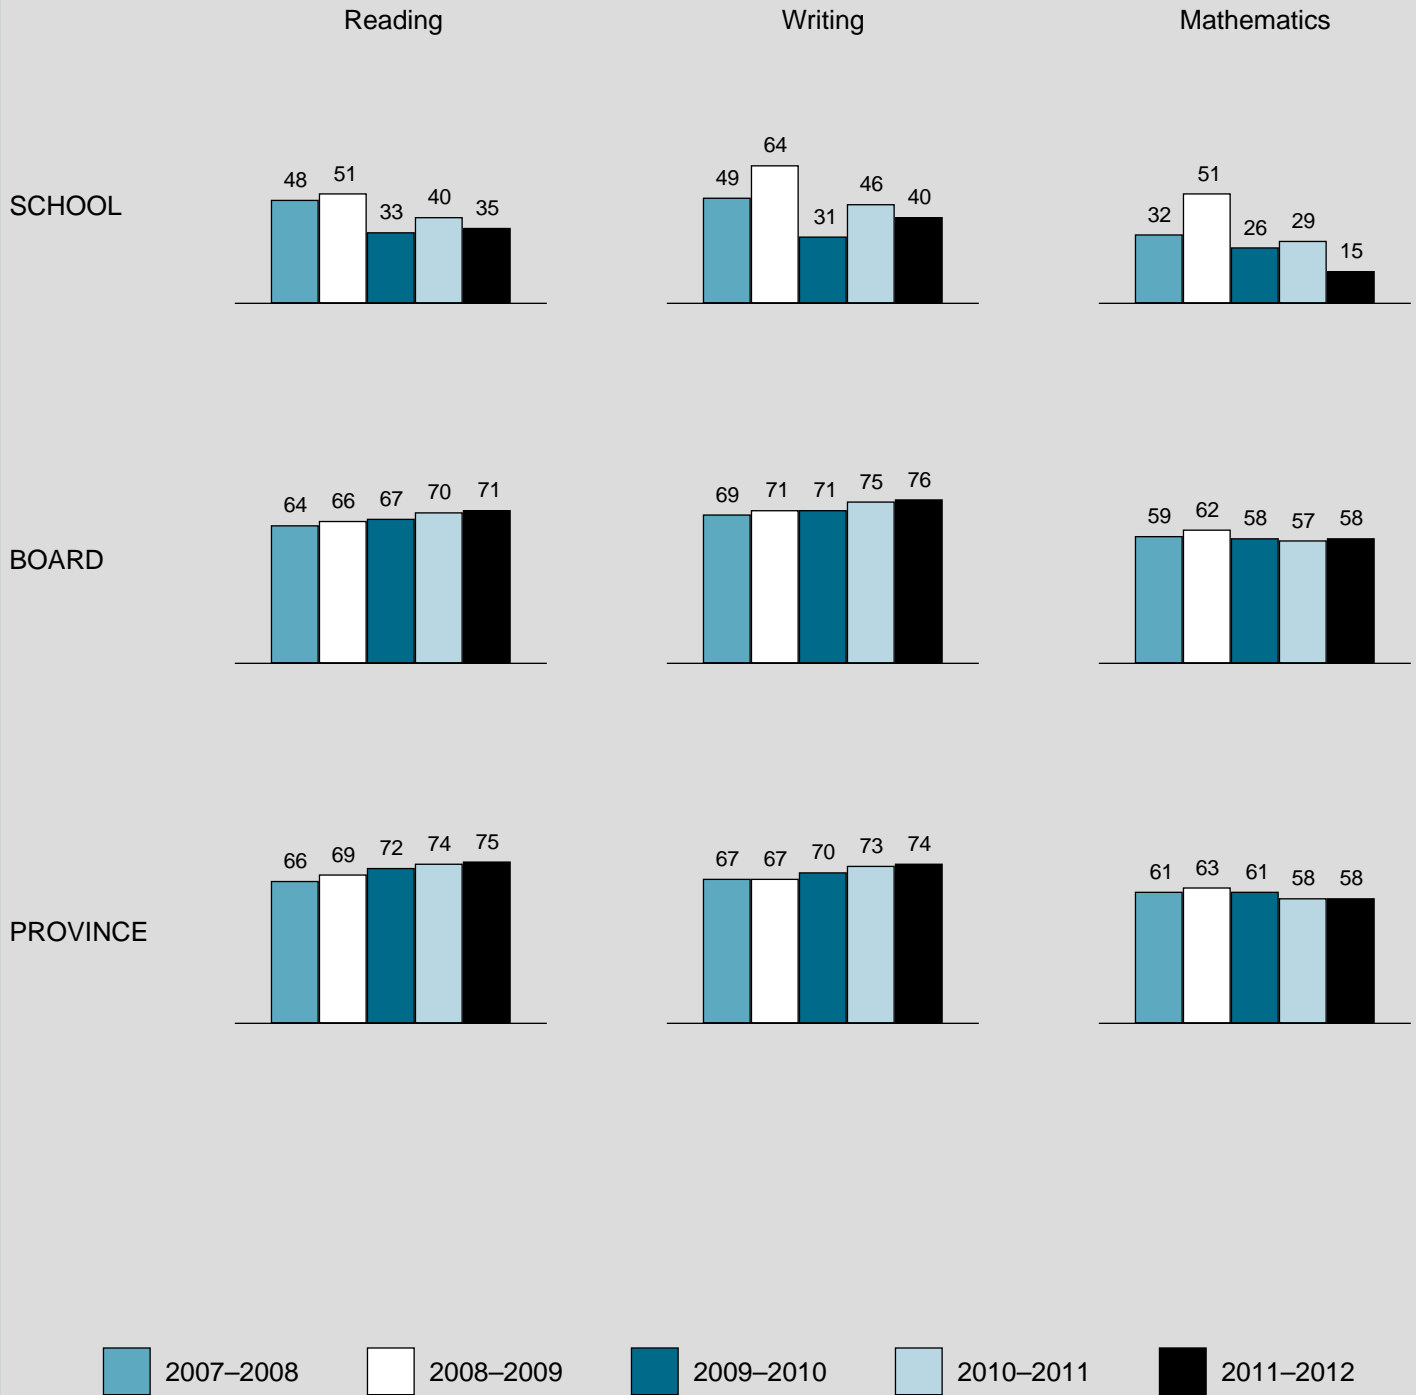 Reading Writing Mathematics
SCHOOL
48 51 33 40 35
49 64 31 46 40
32 51 26 29 15
BOARD
64 66 67 70 71
69 71 71 75 76
59 62 58 57 58
PROVINCE
66 69 72 74 75
67 67 70 73 74
61 63 61 58 58
2007–2008 2008–2009 2009–2010 2010–2011 2011–2012